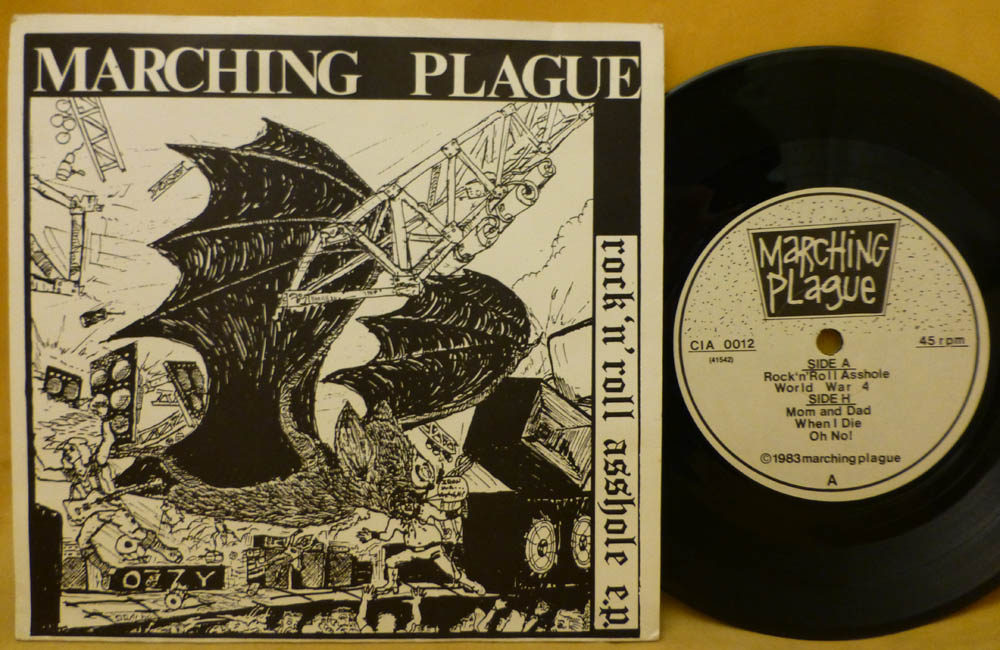 MARCHING PLAGUE
rock'n'roll asshole e.p.
OZZY
MARCHING
PLague
CIA 0012
45 rpm
(41542)
SIDE A
Rock'n'Roll Asshole
World War 4
SIDE H
Mom and Dad
When I Die
Oh No!
©1983 marching plague
A